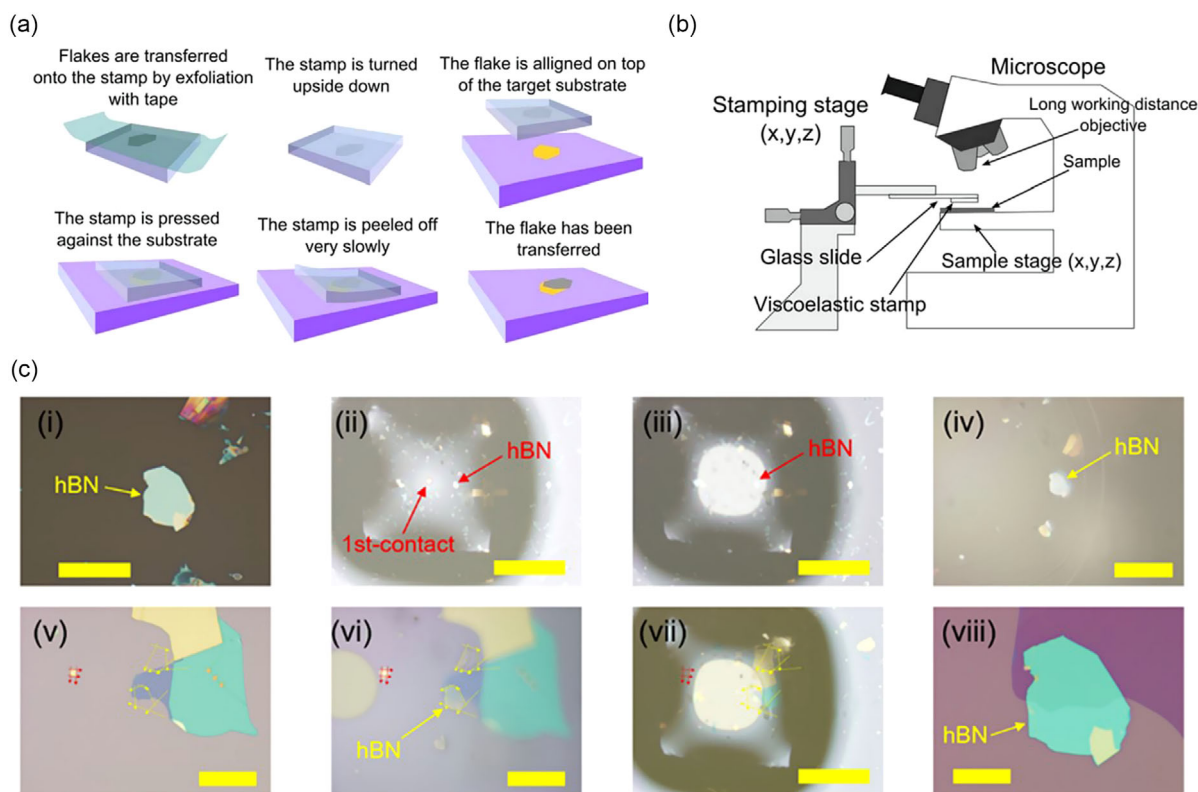 (a)
Flakes are transferred
onto the stamp by exfoliation
with tape
The stamp is turned
upside down
The flake is alligned on top
of the target substrate
The stamp is pressed
against the substrate
The stamp is peeled off
very slowly
The flake has been
transferred
(b)
Microscope
Stamping stage
(x,y,z)
Long working distance
objective
Sample
Glass slide
Sample stage (x,y,z)
Viscoelastic stamp
(c)
(i)
hBN
(ii)
hBN
1st-contact
(iii)
hBN
(iv)
hBN
(v)
(vi)
hBN
(vii)
(viii)
hBN